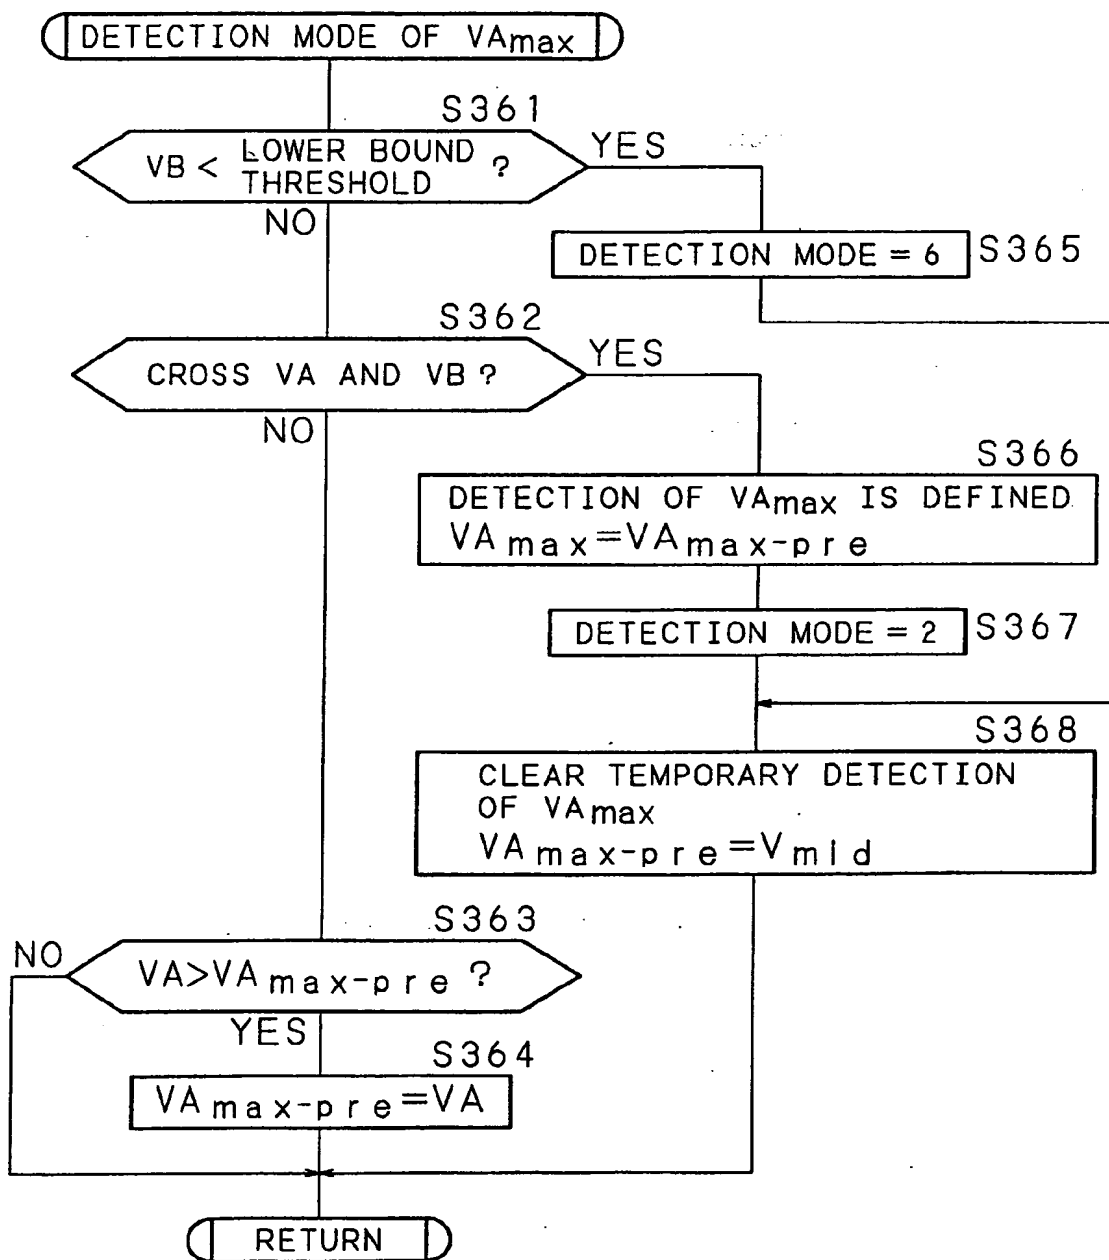 DETECTION MODE OF VAmax
S361
VB < LOWER BOUND THRESHOLD ?
YES
NO
DETECTION MODE = 6
S365
S362
CROSS VA AND VB ?
YES
NO
S366
DETECTION OF VAmax IS DEFINED
VAmax=VAmax-pre
DETECTION MODE = 2
S367
S368
CLEAR TEMPORARY DETECTION
OF VAmax
VAmax-pre=Vmid
S363
NO
VA>VAmax-pre ?
YES
S364
VAmax-pre=VA
RETURN